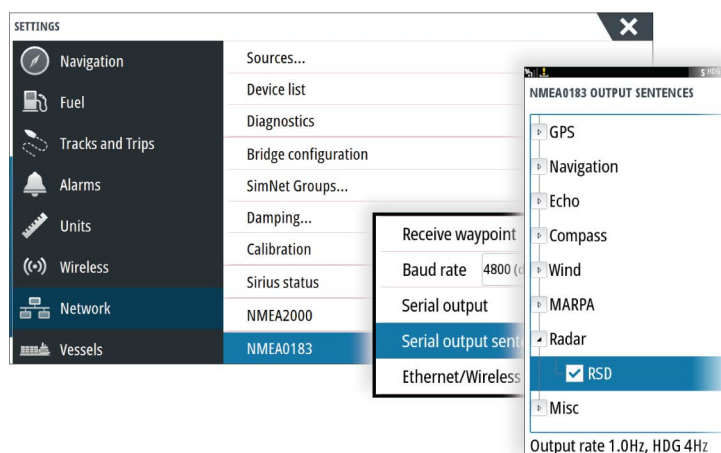 SETTINGS
Navigation
Fuel
Tracks and Trips
Alarms
Units
Wireless
Network
Vessels
Sources...
Device list
Diagnostics
Bridge configuration
SimNet Groups...
Damping...
Calibration
Sirius status
NMEA2000
NMEA0183
Receive waypoint
Baud rate 4800 (
Serial output
Serial output sent
Ethernet/Wireless
5 HDG
NMEA0183 OUTPUT SENTENCES
GPS
Navigation
Echo
Compass
Wind
MARPA
Radar
RSD
Misc
Output rate 1.0Hz, HDG 4Hz